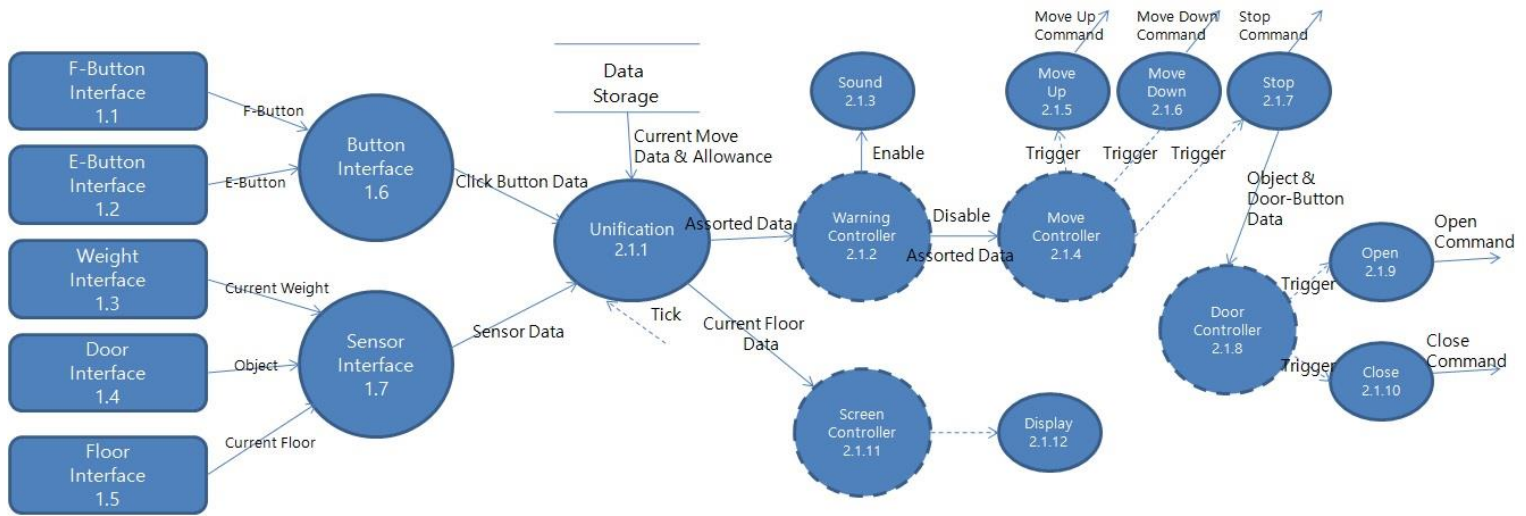 F-Button
Interface
1.1
E-Button
Interface
1.2
Weight
Interface
1.3
Door
Interface
1.4
Floor
Interface
1.5
F-Button
E-Button
Current Weight
Object
Current Floor
Button
Interface
1.6
Sensor
Interface
1.7
Click Button Data
Sensor Data
Data
Storage
Current Move
Data & Allowance
Unification
2.1.1
Tick
Assorted Data
Current Floor
Data
Sound
2.1.3
Enable
Warning
Controller
2.1.2
Disable
Assorted Data
Screen
Controller
2.1.11
Display
2.1.12
Move Up
Command
Move Down
Command
Stop
Command
Move
Up
2.1.5
Move
Down
2.1.6
Stop
2.1.7
Trigger
Trigger
Trigger
Move
Controller
2.1.4
Object &
Door-Button
Data
Door
Controller
2.1.8
Trigger
Trigger
Open
2.1.9
Open
Command
Close
2.1.10
Close
Command